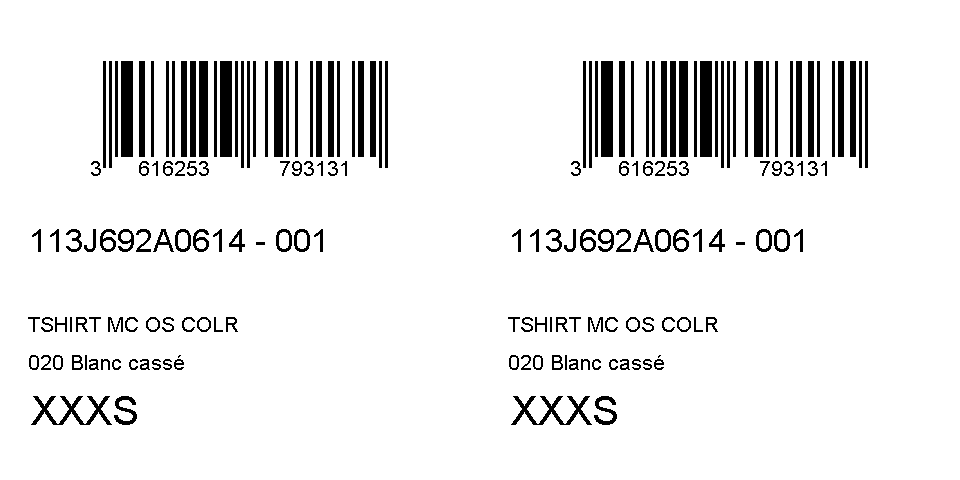 3 616253 793131
113J692A0614 - 001
TSHIRT MC OS COLR
020 Blanc cassé
XXXS
3 616253 793131
113J692A0614 - 001
TSHIRT MC OS COLR
020 Blanc cassé
XXXS